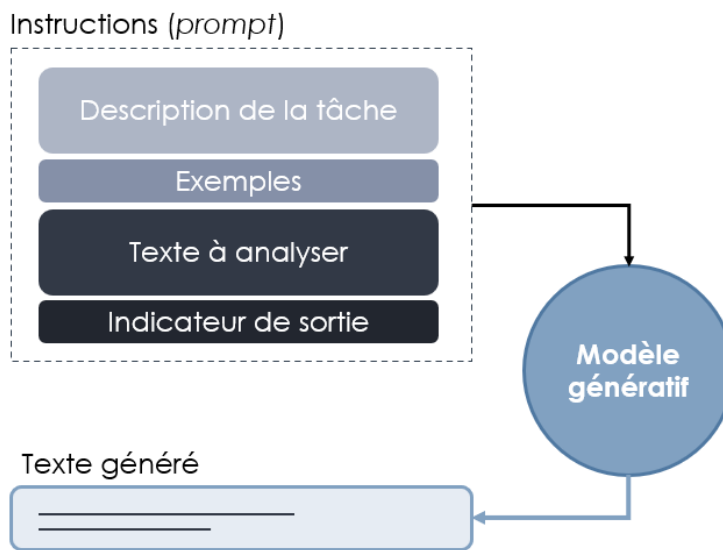 Instructions (prompt)
Description de la tâche
Exemples
Texte à analyser
Indicateur de sortie
Modèle
génératif
Texte généré